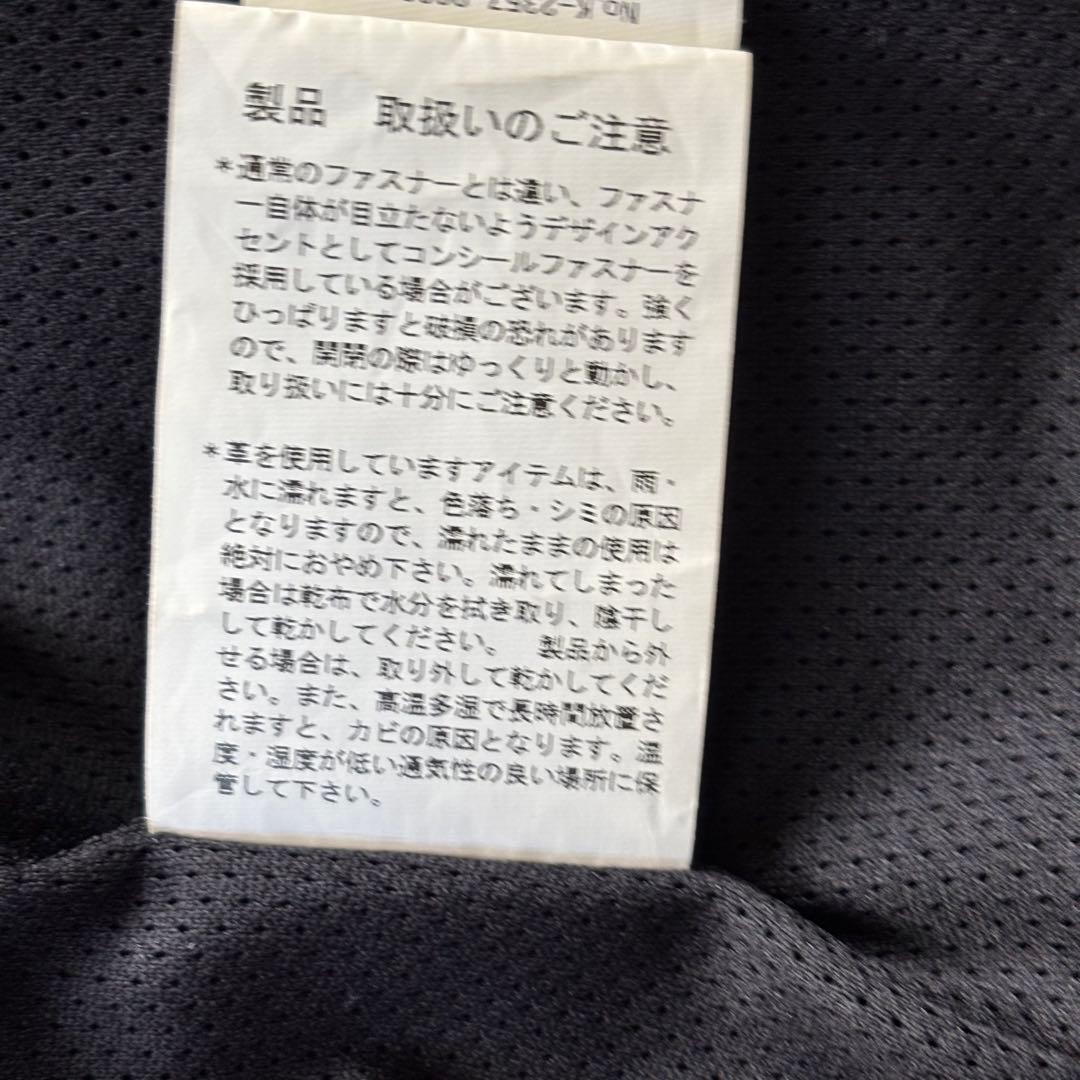 No.K-2357
製品 取扱いのご注意
*通常のファスナーとは違い、ファスナ
ー自体が目立たないようデザインアク
セントとしてコンシールファスナーを
採用している場合がございます。強く
ひっぱりますと破損の恐れがあります
ので、開閉の際はゆっくりと動かし、
取り扱いには十分にご注意ください。
*革を使用していますアイテムは、雨・
水に濡れますと、色落ち・シミの原因
となりますので、濡れたままの使用は
絶対におやめ下さい。濡れてしまった
場合は乾布で水分を拭き取り、陰干し
して乾かしてください。 製品から外
せる場合は、取り外して乾かしてくだ
さい。また、高温多湿で長時間放置さ
れますと、カビの原因となります。温
度・湿度が低い通気性の良い場所に保
管して下さい。